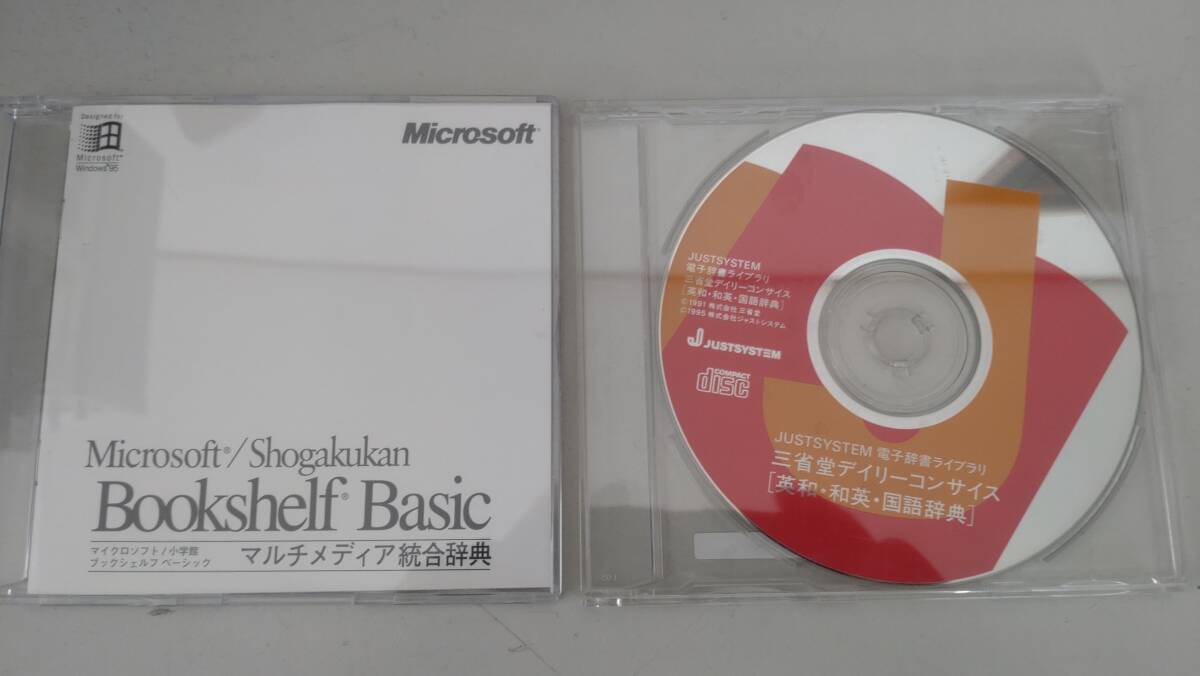 Designed for
Microsoft®
Windows®95
Microsoft®
Microsoft®/Shogakukan
Bookshelf® Basic
マイクロソフト/小学館
ブックシェルフ ベーシック
マルチメディア統合辞典
JUSTSYSTEM
電子辞書ライブラリ
三省堂デイリーコンサイス
[英和・和英・国語辞典]
©1991 株式会社 三省堂
©1995 株式会社ジャストシステム
JUSTSYSTEM
COMPACT
disc
JUSTSYSTEM 電子辞書ライブラリ
三省堂デイリーコンサイス
[英和・和英・国語辞典]